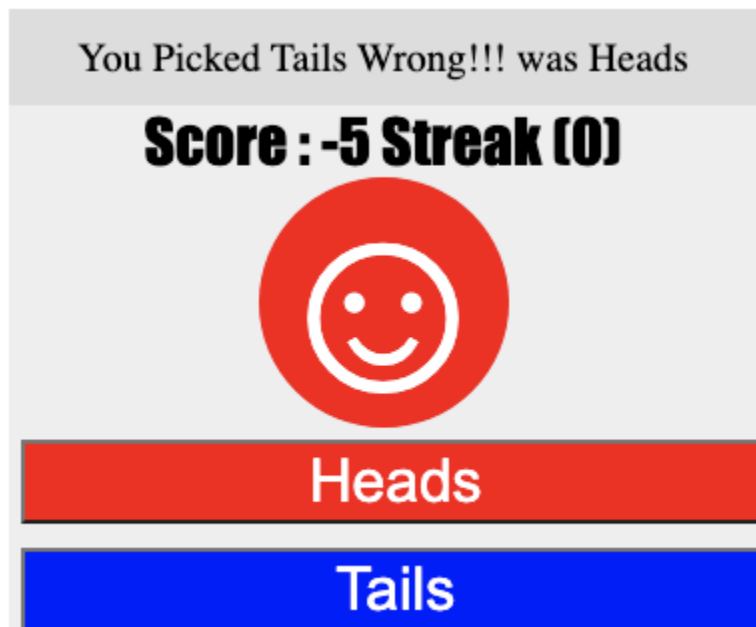 You Picked Tails Wrong!!! was Heads
Score : -5 Streak (0)
Heads
Tails